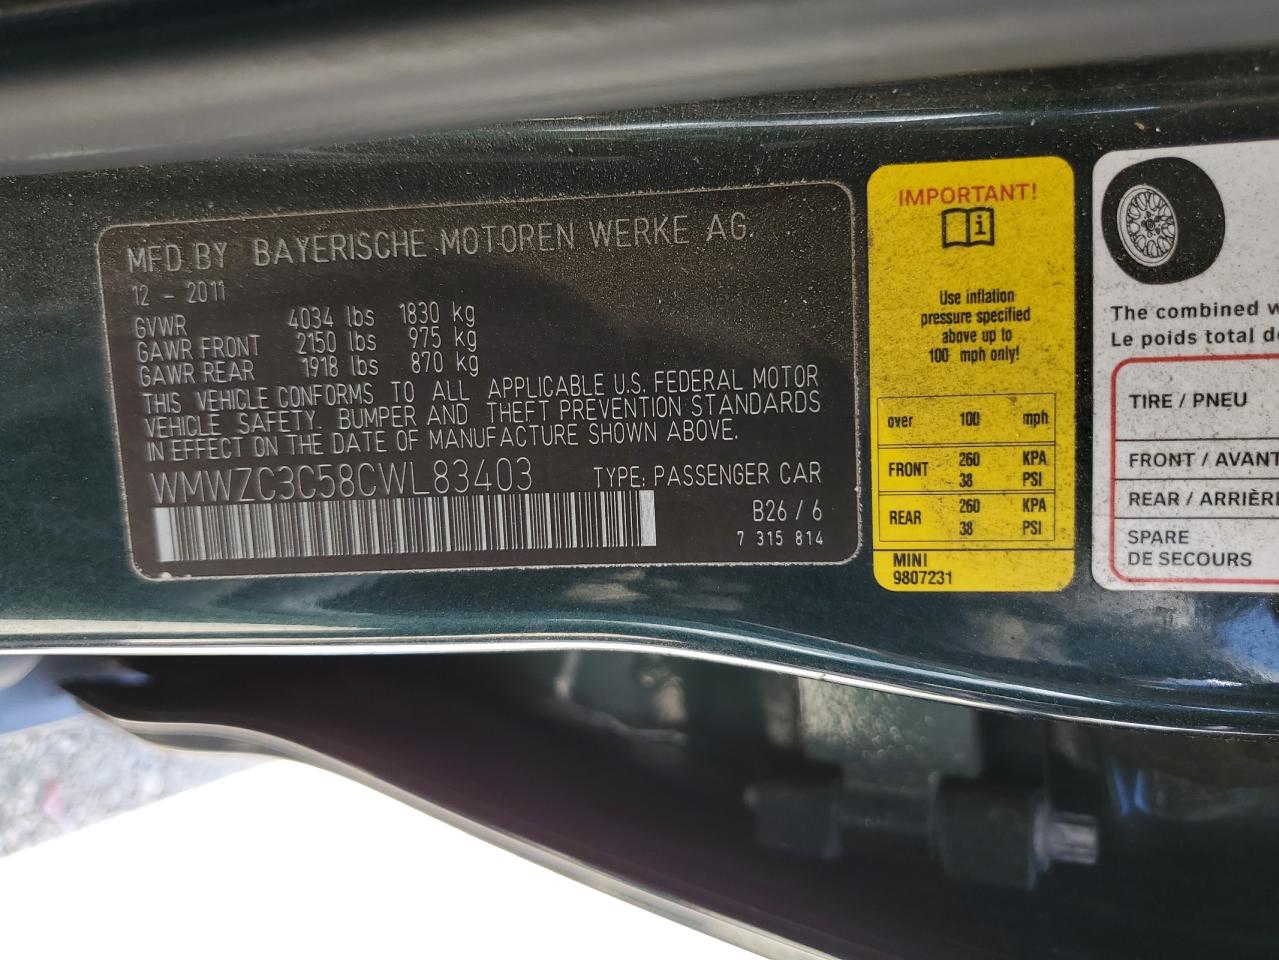 MFD BY BAYERISCHE MOTOREN WERKE AG.
12 - 2011
GVWR 4034 lbs 1830 kg
GAWR FRONT 2150 lbs 975 kg
GAWR REAR 1918 lbs 870 kg
THIS VEHICLE CONFORMS TO ALL APPLICABLE U.S. FEDERAL MOTOR
VEHICLE SAFETY. BUMPER AND THEFT PREVENTION STANDARDS
IN EFFECT ON THE DATE OF MANUFACTURE SHOWN ABOVE.
WMWZC3C58CWL83403 TYPE: PASSENGER CAR
B26 / 6
7 315 814
IMPORTANT!
Use inflation
pressure specified
above up to
100 mph only!
over 100 mph
FRONT 260 KPA
38 PSI
REAR 260 KPA
38 PSI
MINI
9807231
The combined
Le poids total
TIRE / PNEU
FRONT / AVANT
REAR / ARRIÈRE
SPARE
DE SECOURS